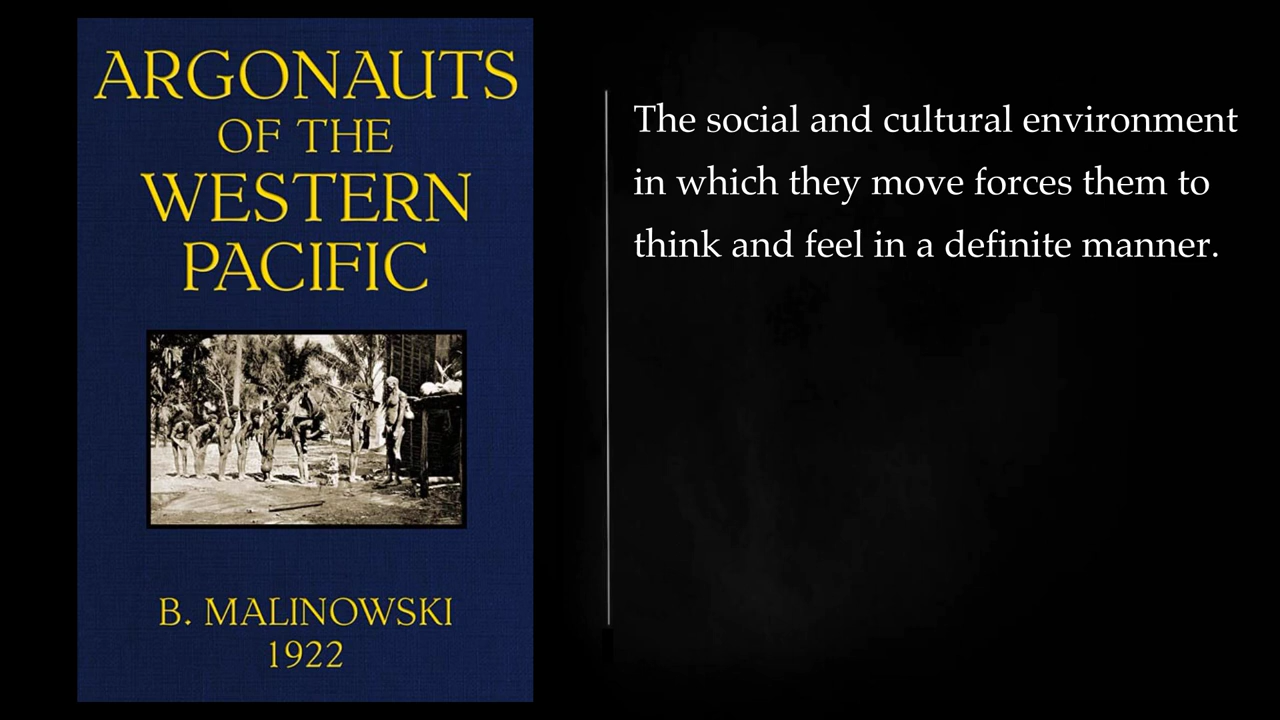 ARGONAUTS
OF THE
WESTERN
PACIFIC
B. MALINOWSKI
1922
The social and cultural environment
in which they move forces them to
think and feel in a definite manner.